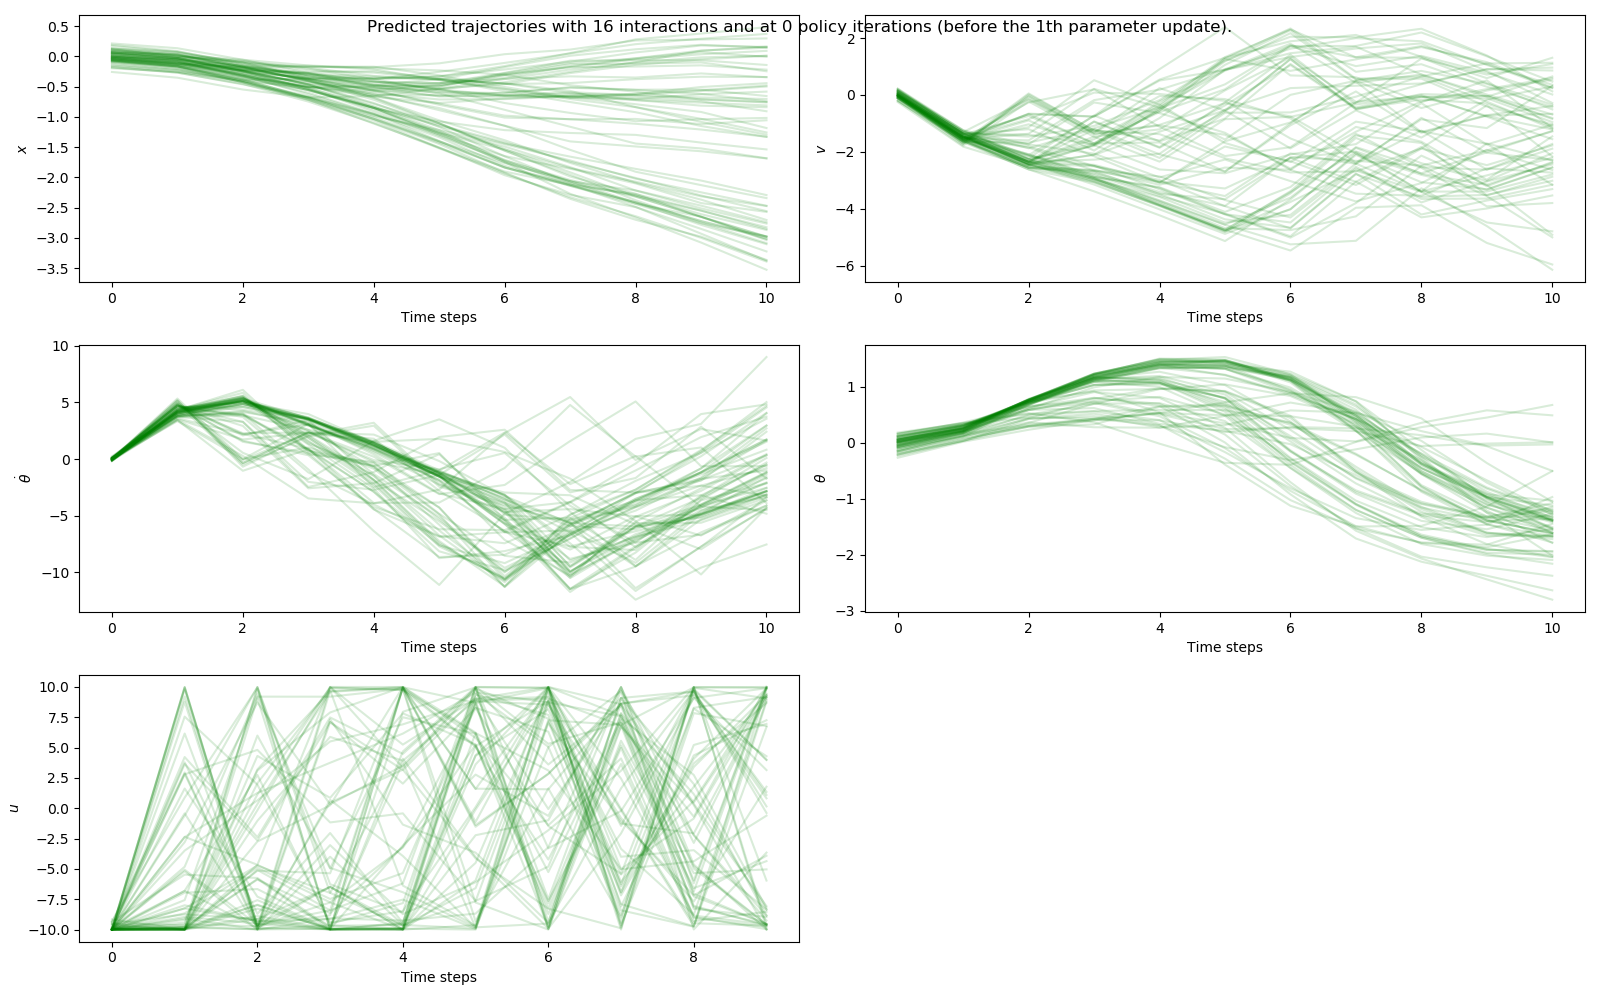 Predicted trajectories with 16 interactions and at 0 policy iterations (before the 1th parameter update).
0.5
0.0
−0.5
−1.0
−1.5
−2.0
−2.5
−3.0
−3.5
x
0 2 4 6 8 10
Time steps
2
0
−2
−4
−6
v
0 2 4 6 8 10
Time steps
10
5
0
−5
−10
θ̇
0 2 4 6 8 10
Time steps
1
0
−1
−2
−3
θ
0 2 4 6 8 10
Time steps
10.0
7.5
5.0
2.5
0.0
−2.5
−5.0
−7.5
−10.0
u
0 2 4 6 8
Time steps